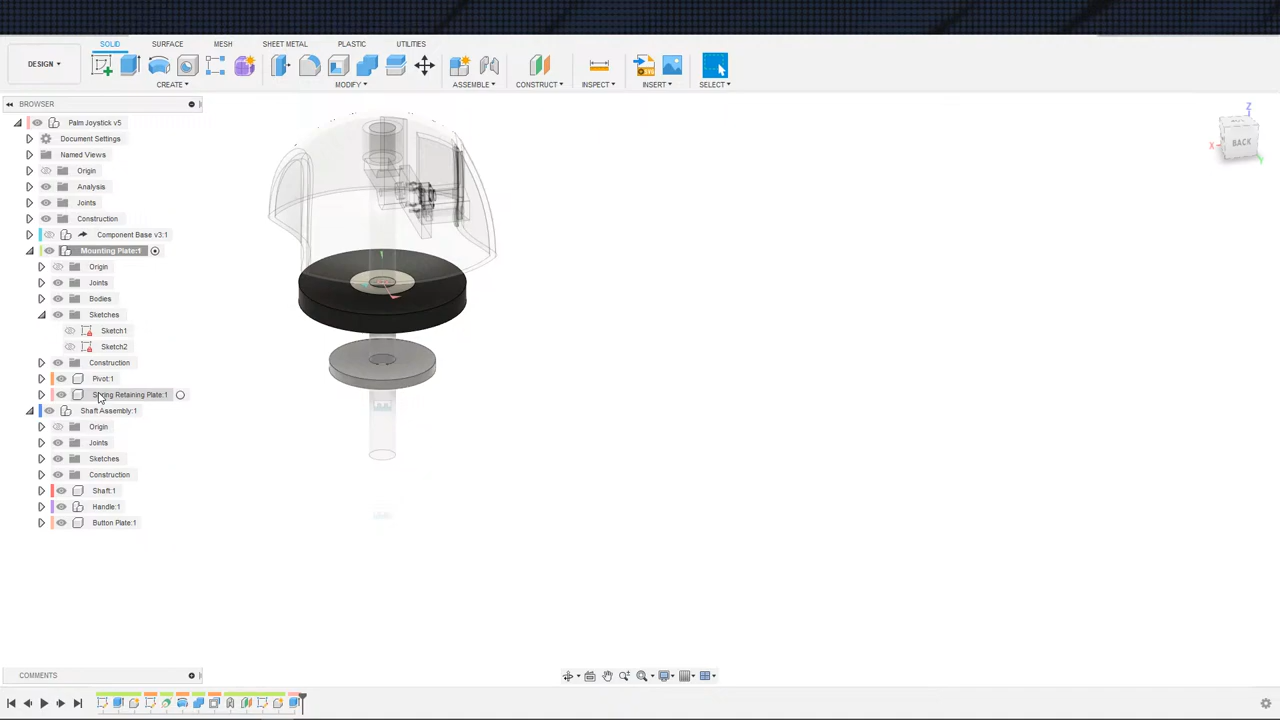 SOLID SURFACE MESH SHEET METAL PLASTIC UTILITIES
DESIGN
CREATE MODIFY ASSEMBLE CONSTRUCT INSPECT INSERT SELECT
BROWSER
Palm Joystick v5
Document Settings
Named Views
Origin
Analysis
Joints
Construction
Component Base v3:1
Mounting Plate:1
Origin
Joints
Bodies
Sketches
Sketch1
Sketch2
Construction
Pivot:1
Spring Retaining Plate:1
Shaft Assembly:1
Origin
Joints
Sketches
Construction
Shaft:1
Handle:1
Button Plate:1
Z
X
BACK
Y
COMMENTS